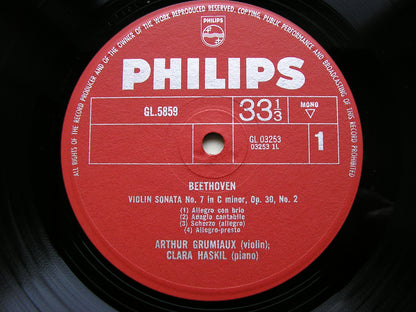 ALL RIGHTS OF THE RECORD PRODUCER AND OF THE OWNER OF THE WORK REPRODUCED RESERVED, COPYING, PUBLIC PERFORMANCE AND BROADCASTING OF THIS RECORD PROHIBITED
PHILIPS
PHILIPS
GL.5859
33 1/3
MONO
GL 03253
03253 1L
1
BEETHOVEN
VIOLIN SONATA No. 7 in C minor, Op. 30, No. 2
(1) Allegro con brio
(2) Adagio cantabile
(3) Scherzo (allegro)
(4) Allegro-presto
ARTHUR GRUMIAUX (violin);
CLARA HASKIL (piano)